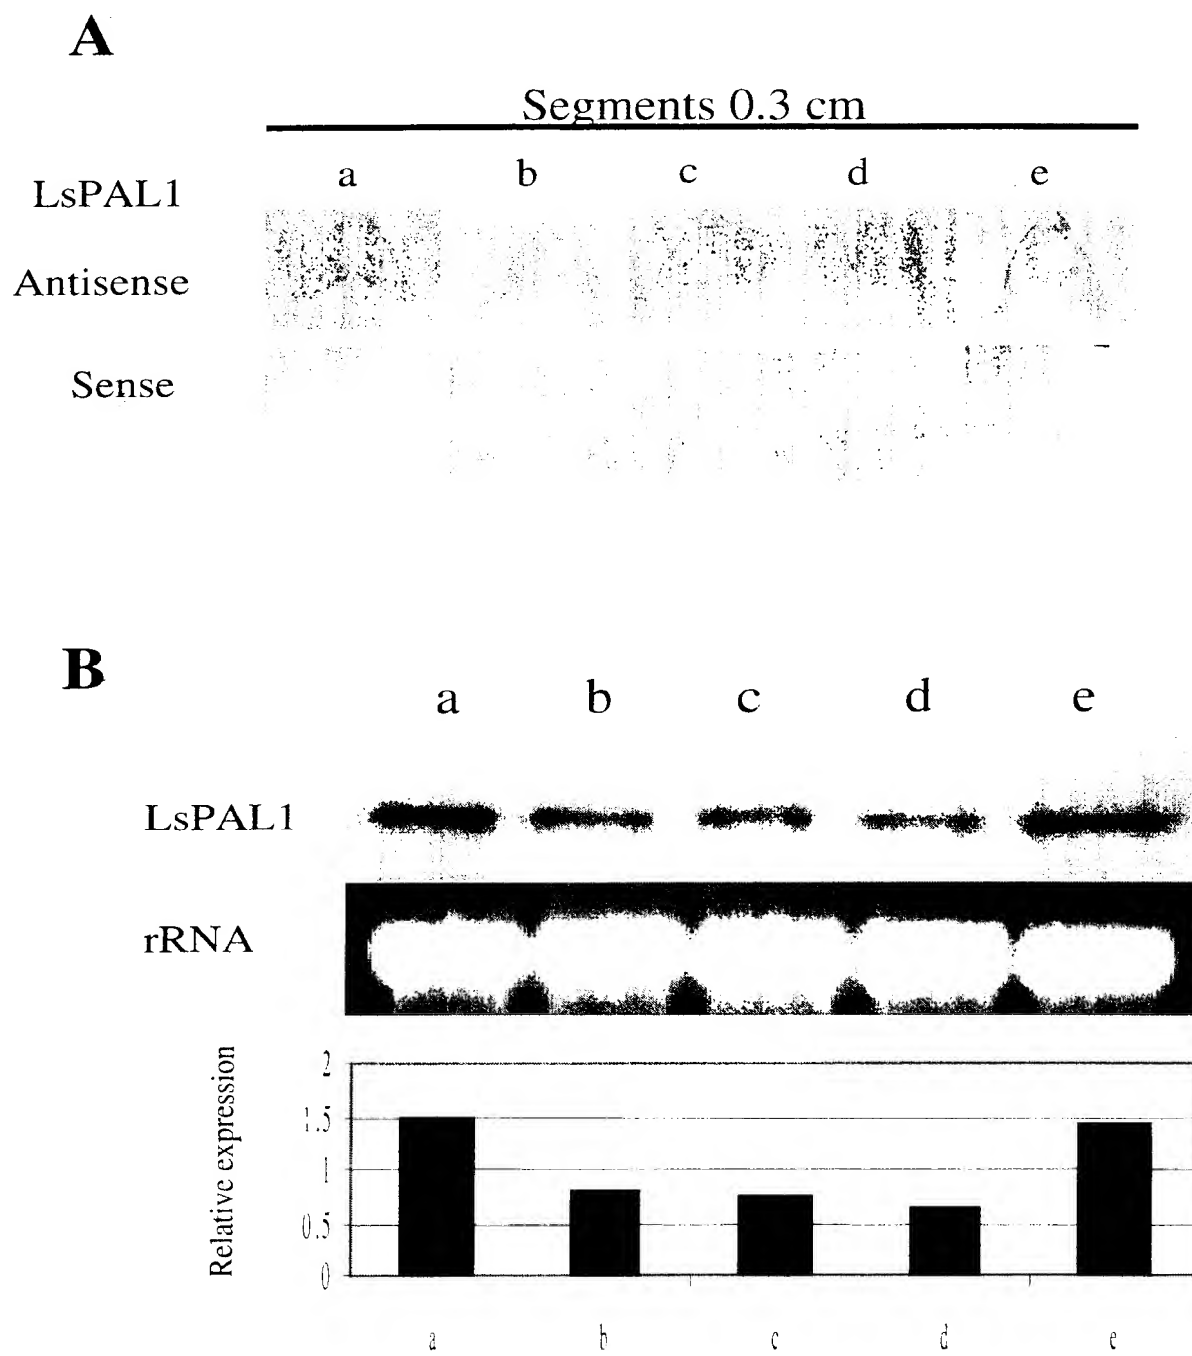 A
Segments 0.3 cm
a b c d e
LsPAL1
Antisense
Sense
B
a b c d e
LsPAL1
rRNA
Relative expression
2
1.5
1
0.5
0
a b c d e